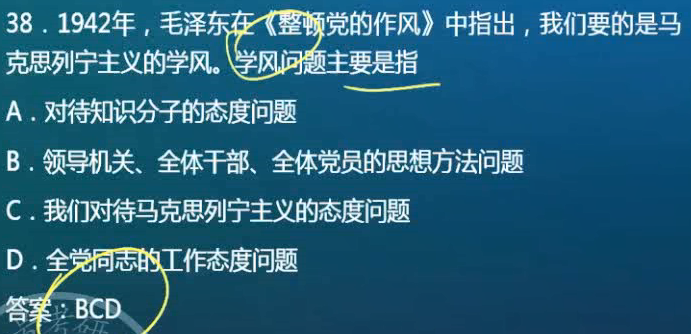 38．1942年，毛泽东在《整顿党的作风》中指出，我们要的是马
克思列宁主义的学风。学风问题主要是指
A．对待知识分子的态度问题
B．领导机关、全体干部、全体党员的思想方法问题
C．我们对待马克思列宁主义的态度问题
D．全党同志的工作态度问题
答案：BCD